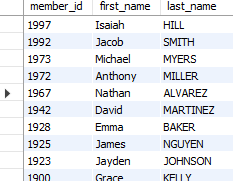 member_id first_name last_name
1997 Isaiah HILL
1992 Jacob SMITH
1973 Michael MYERS
1972 Anthony MILLER
1967 Nathan ALVAREZ
1942 David MARTINEZ
1928 Emma BAKER
1925 James NGUYEN
1923 Jayden JOHNSON
1900 Grace KELLY